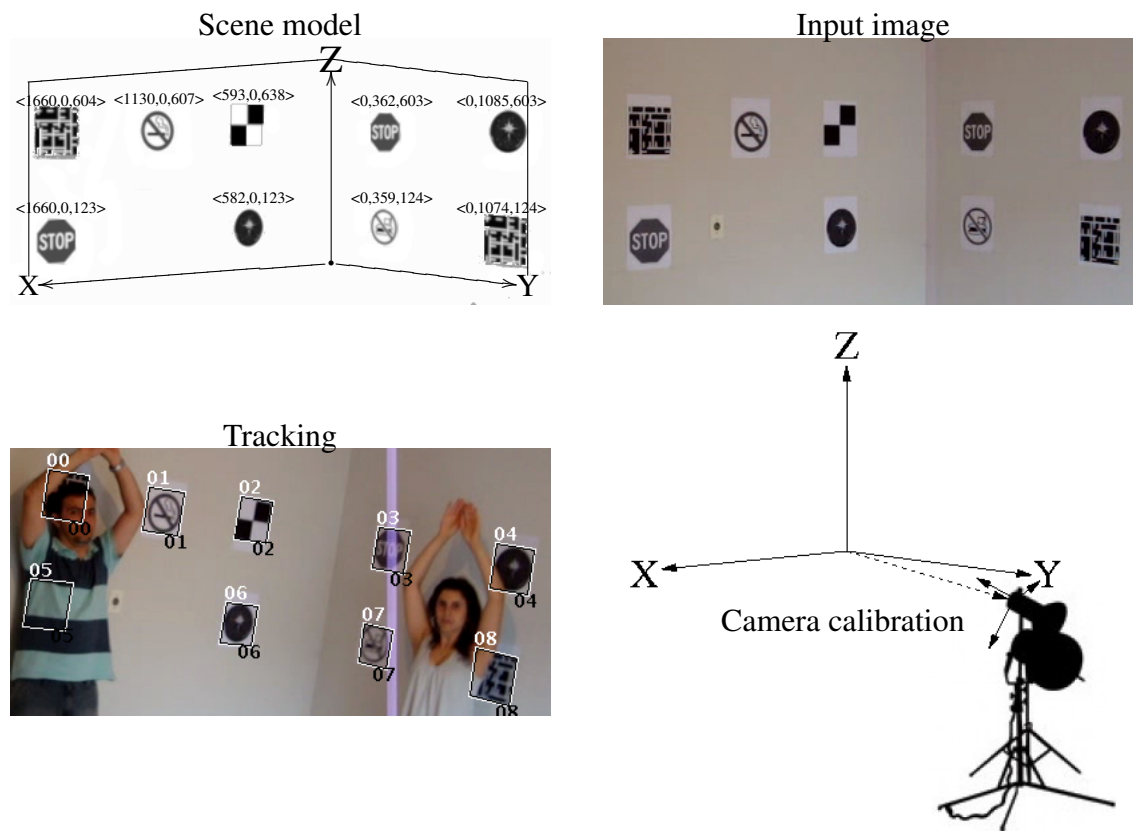 Scene model
Z
<1660,0,604> <1130,0,607> <593,0,638> <0,362,603> <0,1085,603>
STOP
<1660,0,123> <582,0,123> <0,359,124> <0,1074,124>
STOP
X Y
Input image
STOP
STOP
Tracking
00
01
02
00
01
02
03
04
STOP
03
04
05
05
06
06
07
07
08
08
Z
X Y
Camera calibration